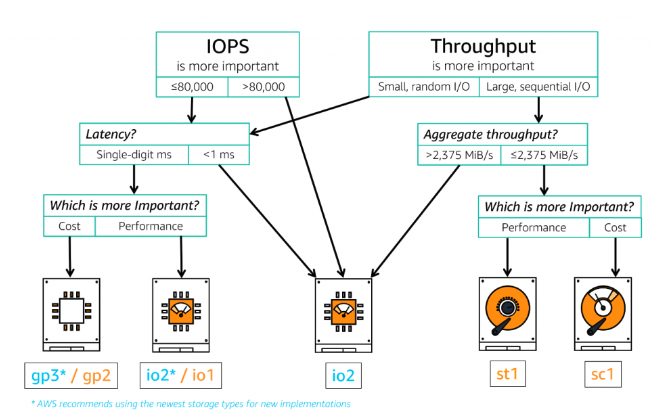 IOPS
is more important
≤80,000 >80,000
Throughput
is more important
Small, random I/O Large, sequential I/O
Latency?
Single-digit ms <1 ms
Aggregate throughput?
>2,375 MiB/s ≤2,375 MiB/s
Which is more Important?
Cost Performance
Which is more Important?
Performance Cost
gp3* / gp2
io2* / io1
io2
st1
sc1
* AWS recommends using the newest storage types for new implementations